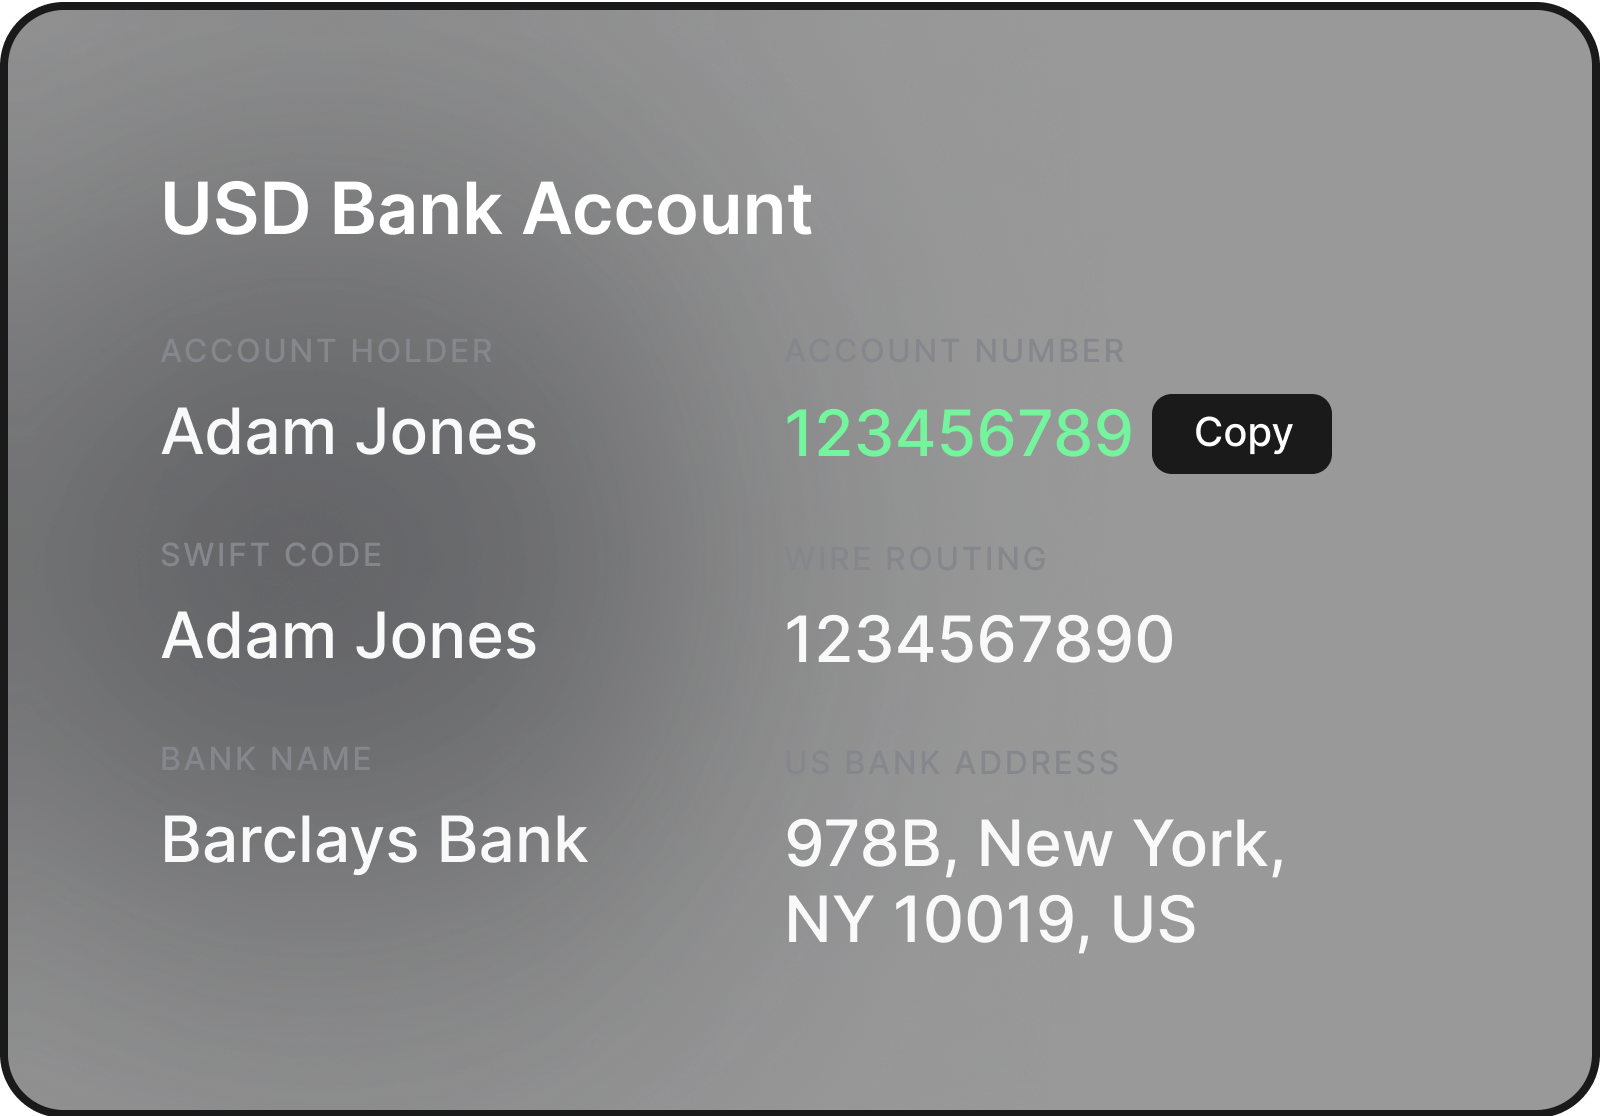 USD Bank Account
ACCOUNT HOLDER
Adam Jones
ACCOUNT NUMBER
123456789 Copy
SWIFT CODE
Adam Jones
WIRE ROUTING
1234567890
BANK NAME
Barclays Bank
US BANK ADDRESS
978B, New York,
NY 10019, US